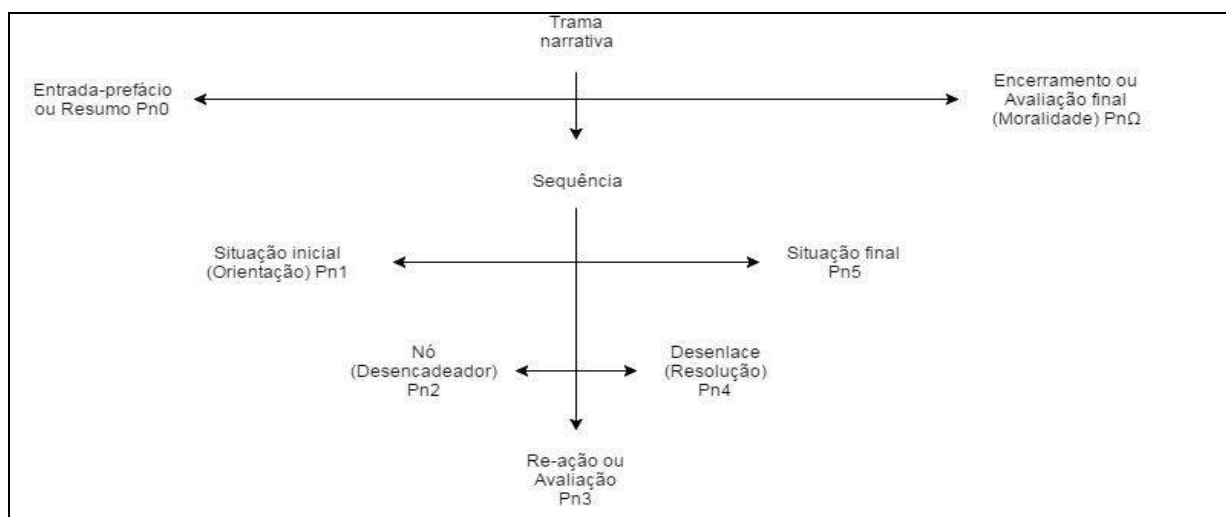 Trama
narrativa
Entrada-prefácio
ou Resumo Pn0
Encerramento ou
Avaliação final
(Moralidade) PnΩ
Sequência
Situação inicial
(Orientação) Pn1
Situação final
Pn5
Nó
(Desencadeador)
Pn2
Desenlace
(Resolução)
Pn4
Re-ação ou
Avaliação
Pn3